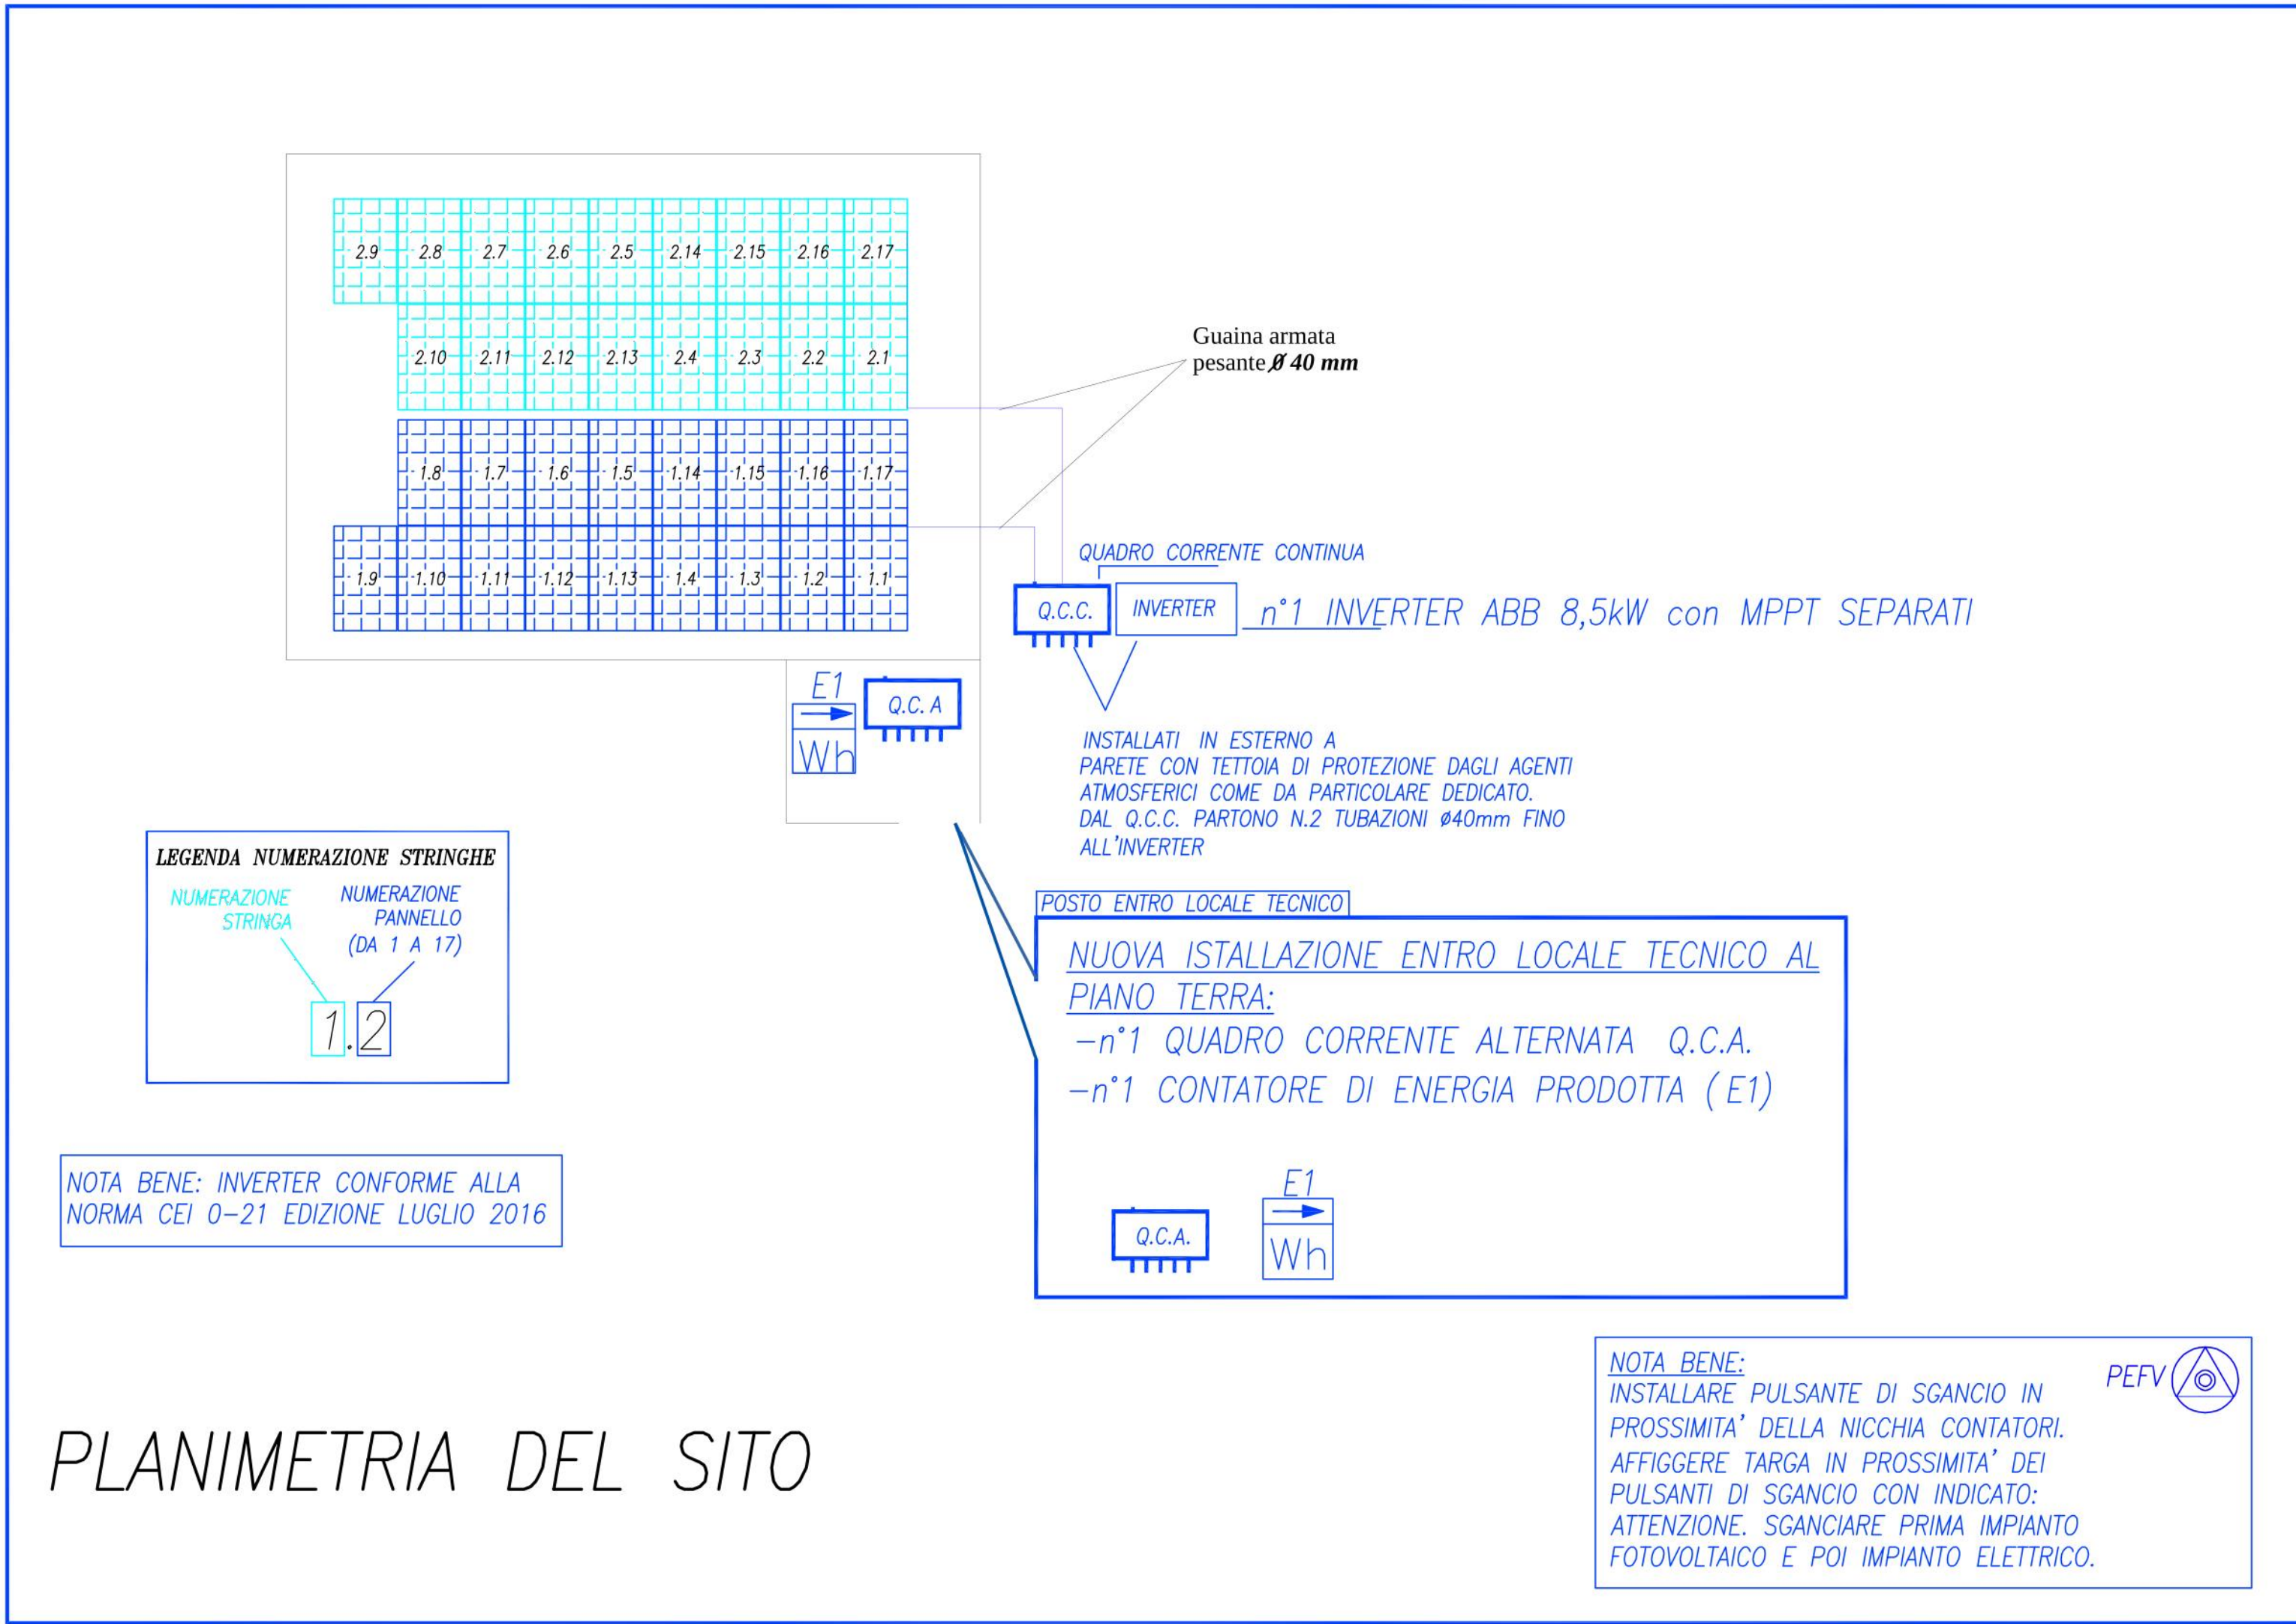 2.9 2.8 2.7 2.6 2.5 2.14 2.15 2.16 2.17
2.10 2.11 2.12 2.13 2.4 2.3 2.2 2.1
1.8 1.7 1.6 1.5 1.14 1.15 1.16 1.17
1.9 1.10 1.11 1.12 1.13 1.4 1.3 1.2 1.1
Guaina armata
pesante Ø 40 mm
QUADRO CORRENTE CONTINUA
Q.C.C.
INVERTER
n°1 INVERTER ABB 8,5kW con MPPT SEPARATI
E1
Wh
Q.C. A
INSTALLATI IN ESTERNO A
PARETE CON TETTOIA DI PROTEZIONE DAGLI AGENTI
ATMOSFERICI COME DA PARTICOLARE DEDICATO.
DAL Q.C.C. PARTONO N.2 TUBAZIONI ø40mm FINO
ALL'INVERTER
LEGENDA NUMERAZIONE STRINGHE
NUMERAZIONE
STRINGA
NUMERAZIONE
PANNELLO
(DA 1 A 17)
1.2
POSTO ENTRO LOCALE TECNICO
NUOVA ISTALLAZIONE ENTRO LOCALE TECNICO AL
PIANO TERRA:
-n°1 QUADRO CORRENTE ALTERNATA Q.C.A.
-n°1 CONTATORE DI ENERGIA PRODOTTA (E1)
Q.C.A.
E1
Wh
NOTA BENE: INVERTER CONFORME ALLA
NORMA CEI 0-21 EDIZIONE LUGLIO 2016
PLANIMETRIA DEL SITO
NOTA BENE:
PEFV
INSTALLARE PULSANTE DI SGANCIO IN
PROSSIMITA' DELLA NICCHIA CONTATORI.
AFFIGGERE TARGA IN PROSSIMITA' DEI
PULSANTI DI SGANCIO CON INDICATO:
ATTENZIONE. SGANCIARE PRIMA IMPIANTO
FOTOVOLTAICO E POI IMPIANTO ELETTRICO.